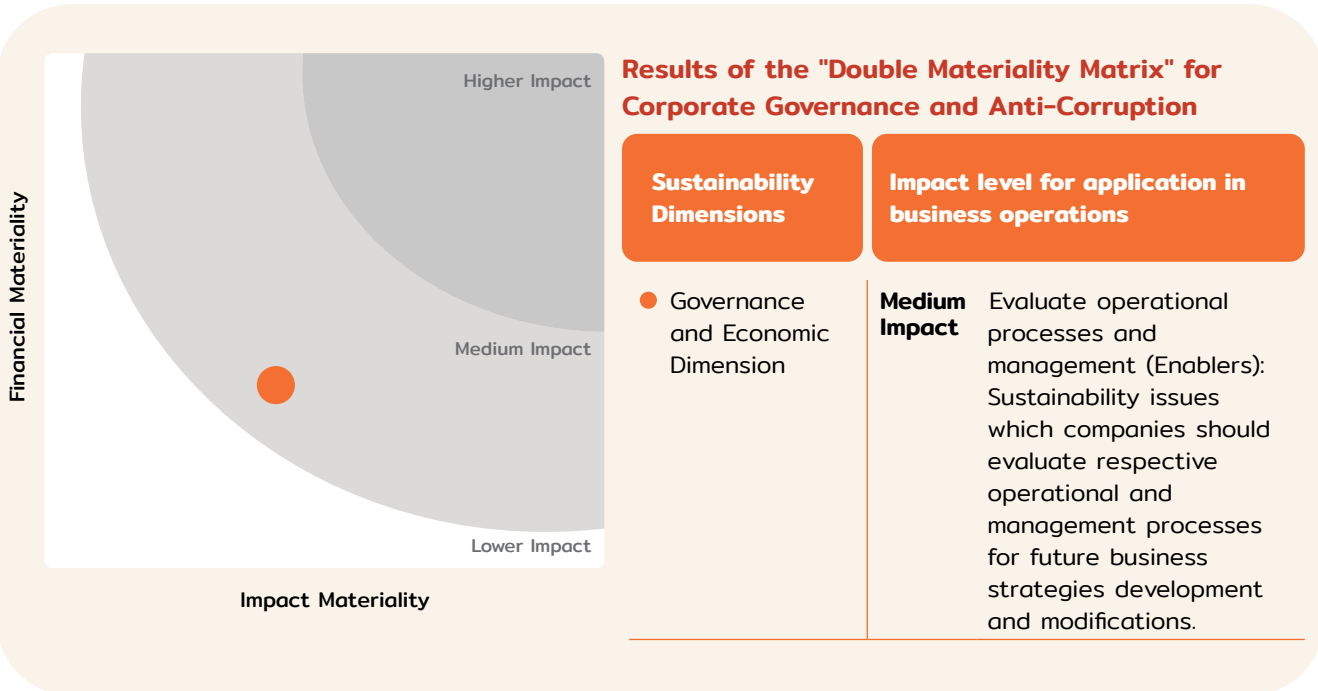 Financial Materiality
Higher Impact
Medium Impact
Lower Impact
Impact Materiality
Results of the "Double Materiality Matrix" for
Corporate Governance and Anti-Corruption
Sustainability
Dimensions
Impact level for application in
business operations
Governance
and Economic
Dimension
Medium
Impact
Evaluate operational
processes and
management (Enablers):
Sustainability issues
which companies should
evaluate respective
operational and
management processes
for future business
strategies development
and modifications.